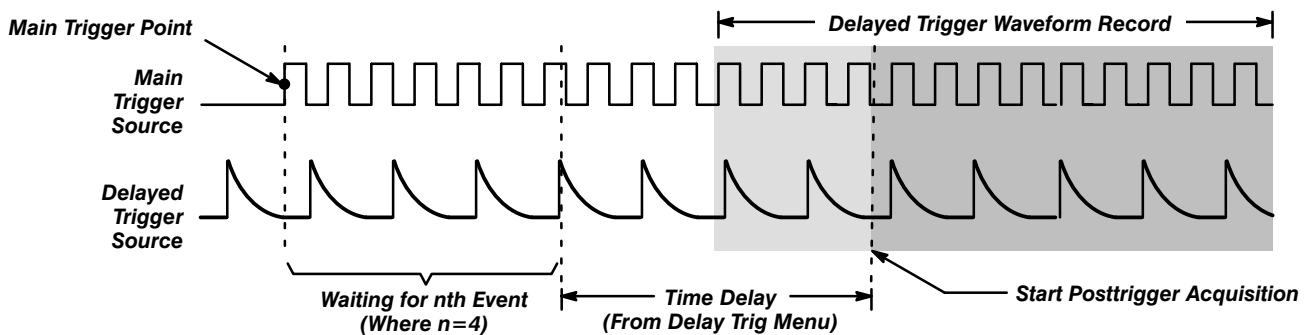 Delayed Trigger Waveform Record
Main Trigger Point
Main
Trigger
Source
Delayed
Trigger
Source
Waiting for nth Event
(Where n=4)
Time Delay
(From Delay Trig Menu)
Start Posttrigger Acquisition